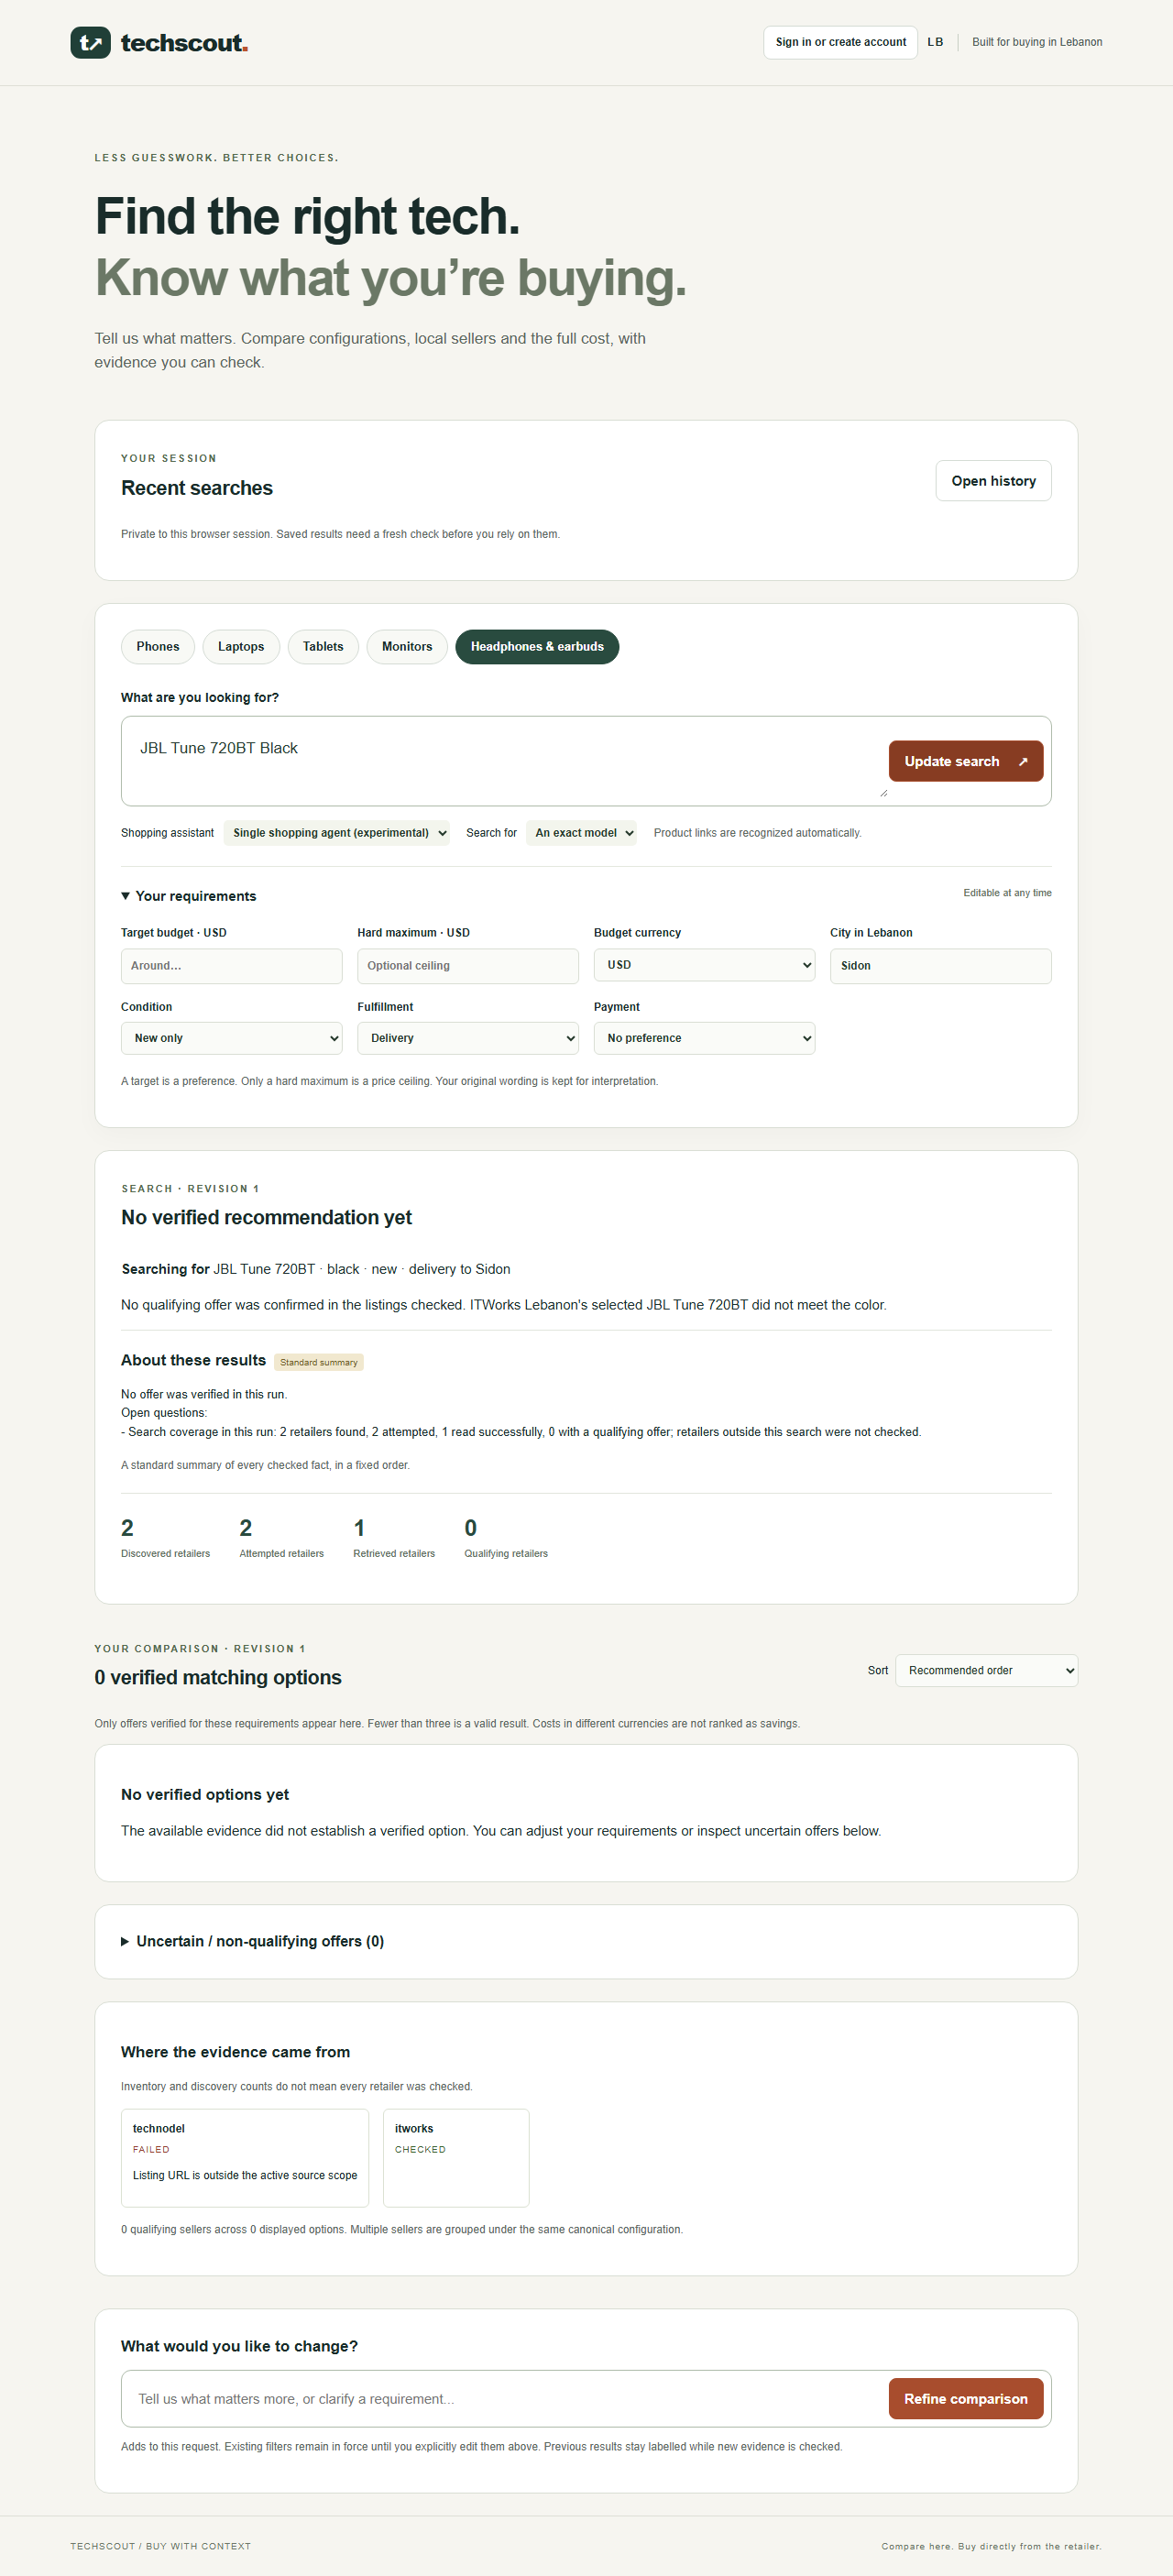 t↗ techscout.
Sign in or create account LB Built for buying in Lebanon
LESS GUESSWORK. BETTER CHOICES.
Find the right tech.
Know what you’re buying.
Tell us what matters. Compare configurations, local sellers and the full cost, with
evidence you can check.
YOUR SESSION
Recent searches
Open history
Private to this browser session. Saved results need a fresh check before you rely on them.
Phones Laptops Tablets Monitors Headphones & earbuds
What are you looking for?
JBL Tune 720BT Black
Update search ↗
Shopping assistant Single shopping agent (experimental) Search for An exact model Product links are recognized automatically.
▼ Your requirements
Editable at any time
Target budget · USD Hard maximum · USD Budget currency City in Lebanon
Around... Optional ceiling USD Sidon
Condition Fulfillment Payment
New only Delivery No preference
A target is a preference. Only a hard maximum is a price ceiling. Your original wording is kept for interpretation.
SEARCH · REVISION 1
No verified recommendation yet
Searching for JBL Tune 720BT · black · new · delivery to Sidon
No qualifying offer was confirmed in the listings checked. ITWorks Lebanon's selected JBL Tune 720BT did not meet the color.
About these results Standard summary
No offer was verified in this run.
Open questions:
- Search coverage in this run: 2 retailers found, 2 attempted, 1 read successfully, 0 with a qualifying offer; retailers outside this search were not checked.
A standard summary of every checked fact, in a fixed order.
2 2 1 0
Discovered retailers Attempted retailers Retrieved retailers Qualifying retailers
YOUR COMPARISON · REVISION 1
0 verified matching options
Sort Recommended order
Only offers verified for these requirements appear here. Fewer than three is a valid result. Costs in different currencies are not ranked as savings.
No verified options yet
The available evidence did not establish a verified option. You can adjust your requirements or inspect uncertain offers below.
▶ Uncertain / non-qualifying offers (0)
Where the evidence came from
Inventory and discovery counts do not mean every retailer was checked.
technodel
FAILED
Listing URL is outside the active source scope
itworks
CHECKED
0 qualifying sellers across 0 displayed options. Multiple sellers are grouped under the same canonical configuration.
What would you like to change?
Tell us what matters more, or clarify a requirement...
Refine comparison
Adds to this request. Existing filters remain in force until you explicitly edit them above. Previous results stay labelled while new evidence is checked.
TECHSCOUT / BUY WITH CONTEXT
Compare here. Buy directly from the retailer.